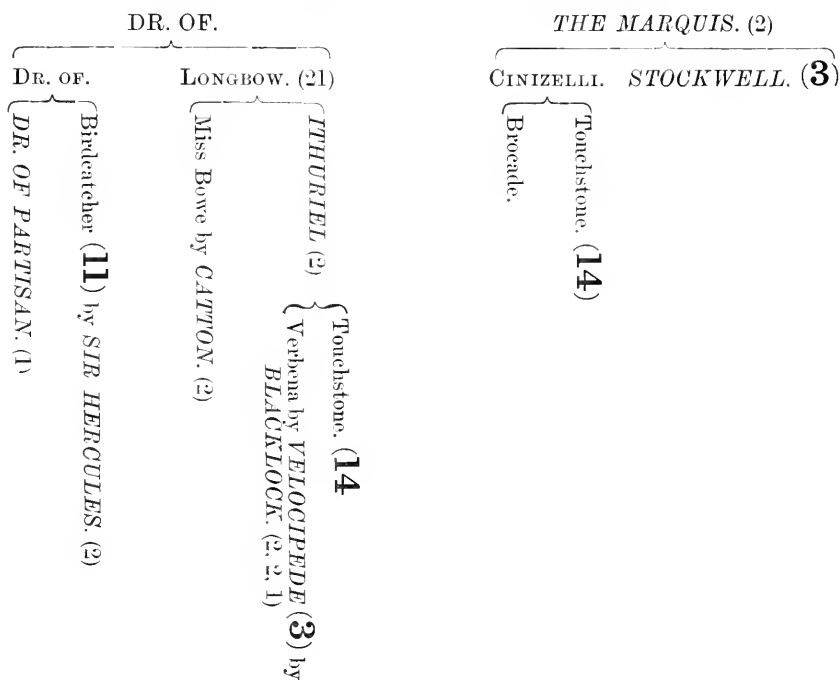 DR. OF.
THE MARQUIS. (2)
DR. OF.
LONGBOW. (21)
CINIZELLI.
STOCKWELL. (3)
DR. OF PARTISAN. (1)
Birdcatcher (11) by SIR HERCULES. (2)
Miss Bowe by CATTON. (2)
ITHURIEL (2)
Verbena by VELOCIPEDE (3) by
BLACKLOCK. (2, 2, 1)
Touchstone. (14
Brocade.
Touchstone. (14)